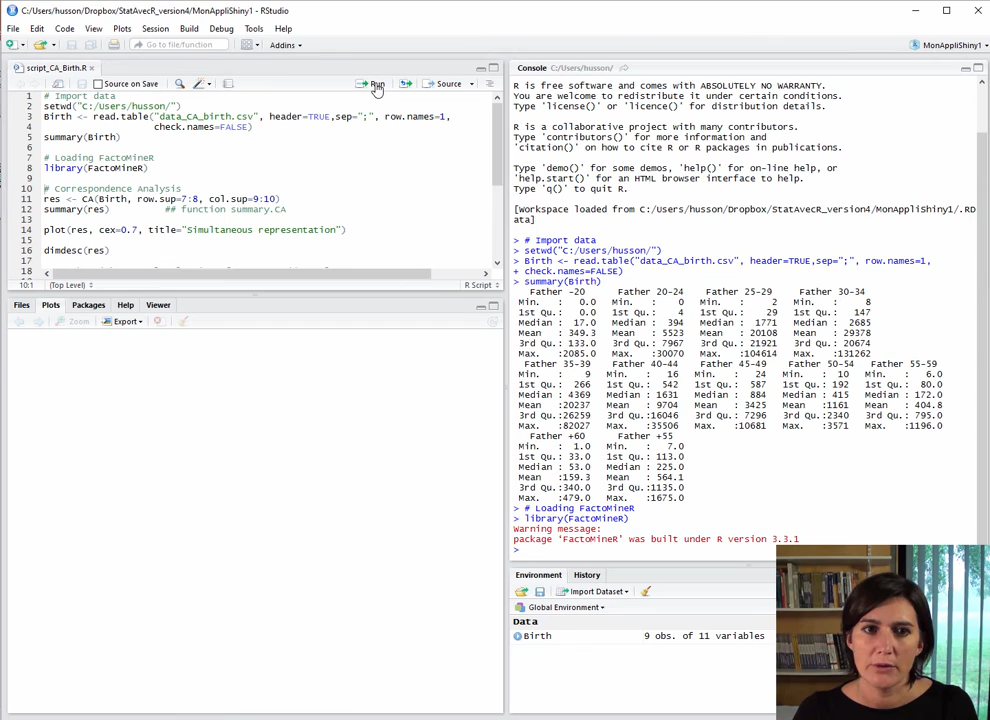 C:/Users/husson/Dropbox/StatAvecR_version4/MonAppliShiny1 - RStudio
File Edit Code View Plots Session Build Debug Tools Help
Go to file/function Addins MonAppliShiny1
script_CA_Birth.R
Source on Save Run Source
1 # Import data
2 setwd("C:/Users/husson/")
3 Birth <- read.table("data_CA_birth.csv", header=TRUE,sep=";", row.names=1,
4 check.names=FALSE)
5 summary(Birth)
6
7 # Loading FactoMineR
8 library(FactoMineR)
9
10 # Correspondence Analysis
11 res <- CA(Birth, row.sup=7:8, col.sup=9:10)
12 summary(res) ## function summary.CA
13
14 plot(res, cex=0.7, title="Simultaneous representation")
15
16 dimdesc(res)
17
18
10:1 (Top Level) R Script
Files Plots Packages Help Viewer
Zoom Export
Console C:/Users/husson/
R is free software and comes with ABSOLUTELY NO WARRANTY.
You are welcome to redistribute it under certain conditions.
Type 'license()' or 'licence()' for distribution details.
R is a collaborative project with many contributors.
Type 'contributors()' for more information and
'citation()' on how to cite R or R packages in publications.
Type 'demo()' for some demos, 'help()' for on-line help, or
'help.start()' for an HTML browser interface to help.
Type 'q()' to quit R.
[Workspace loaded from C:/Users/husson/Dropbox/StatAvecR_version4/MonAppliShiny1/.RD
ata]
> # Import data
> setwd("C:/Users/husson/")
> Birth <- read.table("data_CA_birth.csv", header=TRUE,sep=";", row.names=1,
+ check.names=FALSE)
> summary(Birth)
Father -20 Father 20-24 Father 25-29 Father 30-34
Min. : 0.0 Min. : 0 Min. : 2 Min. : 8
1st Qu.: 0.0 1st Qu.: 4 1st Qu.: 29 1st Qu.: 147
Median : 17.0 Median : 394 Median : 1771 Median : 2685
Mean : 349.3 Mean : 5523 Mean : 20108 Mean : 29378
3rd Qu.: 133.0 3rd Qu.: 7967 3rd Qu.: 21921 3rd Qu.: 20674
Max. :2085.0 Max. :30070 Max. :104614 Max. :131262
Father 35-39 Father 40-44 Father 45-49 Father 50-54 Father 55-59
Min. : 9 Min. : 16 Min. : 24 Min. : 10 Min. : 6.0
1st Qu.: 266 1st Qu.: 542 1st Qu.: 587 1st Qu.: 192 1st Qu.: 80.0
Median : 4369 Median : 1631 Median : 884 Median : 415 Median : 172.0
Mean :20237 Mean : 9704 Mean : 3425 Mean :1161 Mean : 404.8
3rd Qu.:26259 3rd Qu.:16046 3rd Qu.: 7296 3rd Qu.:2340 3rd Qu.: 795.0
Max. :82027 Max. :35506 Max. :10681 Max. :3571 Max. :1196.0
Father +60 Father +55
Min. : 1.0 Min. : 7.0
1st Qu.: 33.0 1st Qu.: 113.0
Median : 53.0 Median : 225.0
Mean :159.3 Mean : 564.1
3rd Qu.:340.0 3rd Qu.:1135.0
Max. :479.0 Max. :1675.0
> # Loading FactoMineR
> library(FactoMineR)
Warning message:
package ‘FactoMineR’ was built under R version 3.3.1
>
Environment History
Import Dataset
Global Environment
Data
Birth 9 obs. of 11 variables